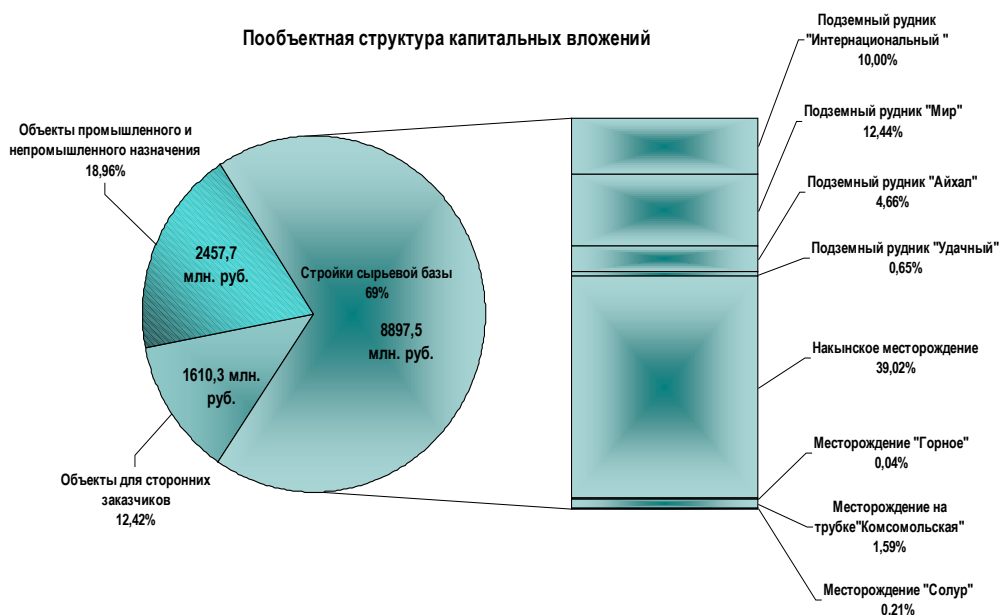 Пообъектная структура капитальных вложений
Объекты промышленного и
непромышленного назначения
18,96%
2457,7
млн. руб.
Стройки сырьевой базы
69%
8897,5
млн. руб.
1610,3 млн.
руб.
Объекты для сторонних
заказчиков
12,42%
Подземный рудник
"Интернациональный "
10,00%
Подземный рудник "Мир"
12,44%
Подземный рудник "Айхал"
4,66%
Подземный рудник "Удачный"
0,65%
Накынское месторождение
39,02%
Месторождение "Горное"
0,04%
Месторождение на
трубке"Комсомольская"
1,59%
Месторождение "Солур"
0,21%